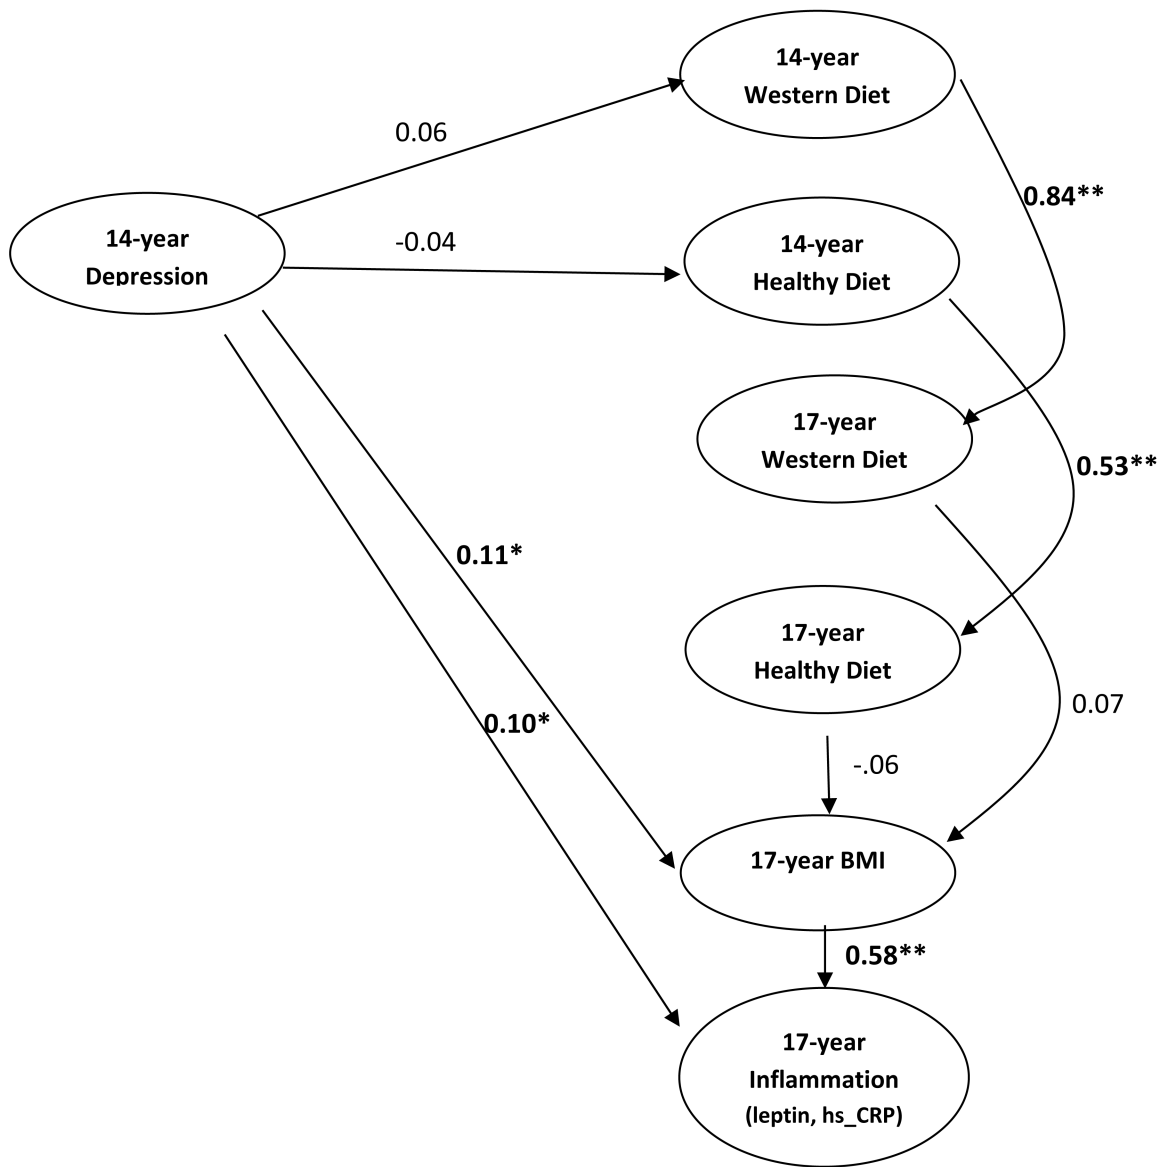 14-year
Western Diet
0.06
0.84**
14-year
Depression
-0.04
14-year
Healthy Diet
17-year
Western Diet
0.53**
0.11*
17-year
Healthy Diet
0.07
0.10*
-.06
17-year BMI
0.58**
17-year
Inflammation
(leptin, hs_CRP)